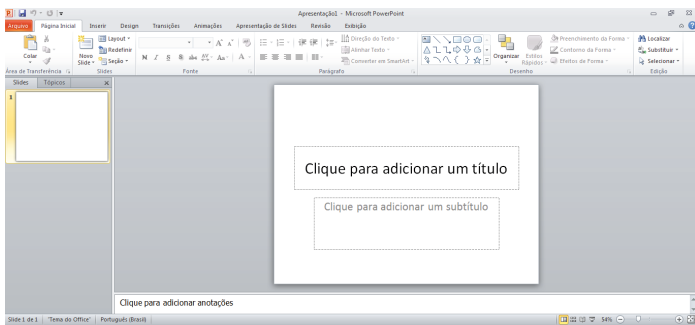 Apresentação1 - Microsoft PowerPoint
Arquivo Página Inicial Inserir Design Transições Animações Apresentação de Slides Revisão Exibição
Colar
Área de Transferência
Novo Slide
Layout
Redefinir
Seção
Slides
N I S S abc AV Aa A
Fonte
Direção do Texto
Alinhar Texto
Converter em SmartArt
Parágrafo
Organizar
Estilos Rápidos
Preenchimento da Forma
Contorno da Forma
Efeitos de Forma
Desenho
Localizar
Substituir
Selecionar
Edição
Slides Tópicos
1
Clique para adicionar um título
Clique para adicionar um subtítulo
Clique para adicionar anotações
Slide 1 de 1 "Tema do Office" Português (Brasil) 54%